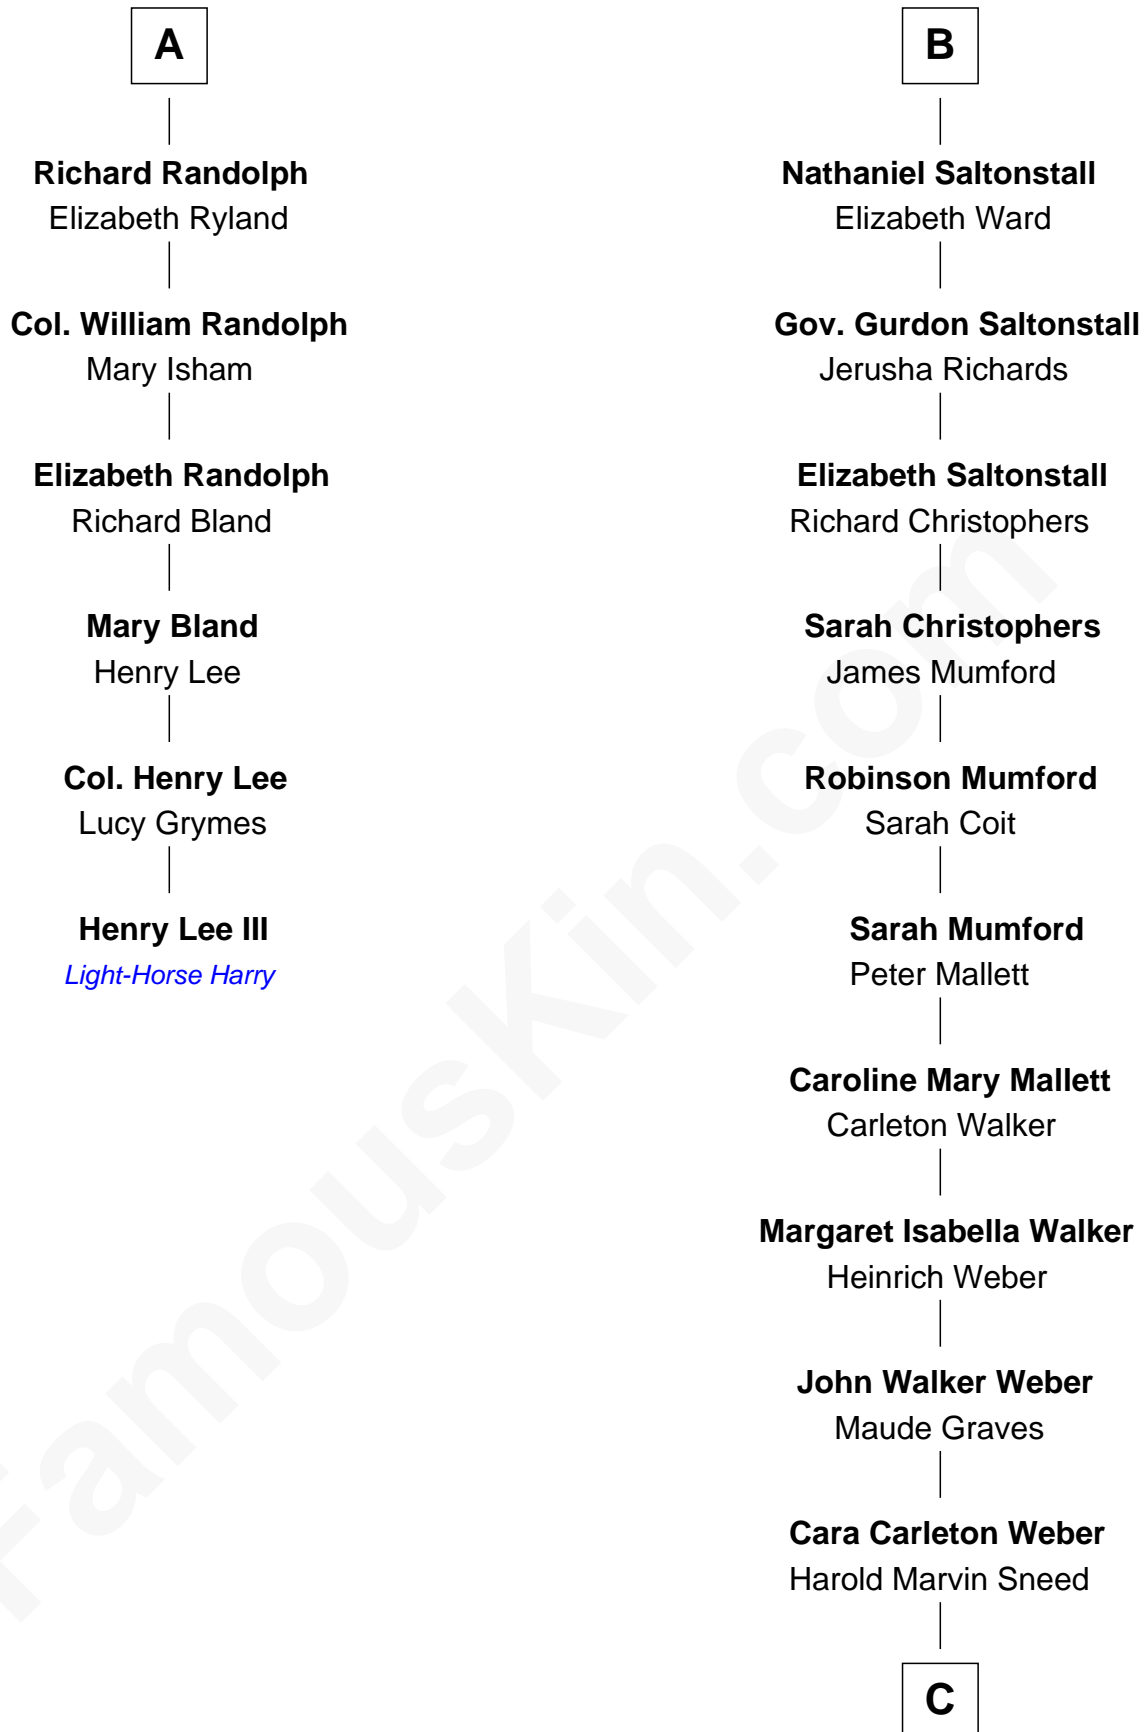 A
Richard Randolph
Elizabeth Ryland
Col. William Randolph
Mary Isham
Elizabeth Randolph
Richard Bland
Mary Bland
Henry Lee
Col. Henry Lee
Lucy Grymes
Henry Lee III
Light-Horse Harry
B
Nathaniel Saltonstall
Elizabeth Ward
Gov. Gurdon Saltonstall
Jerusha Richards
Elizabeth Saltonstall
Richard Christophers
Sarah Christophers
James Mumford
Robinson Mumford
Sarah Coit
Sarah Mumford
Peter Mallett
Caroline Mary Mallett
Carleton Walker
Margaret Isabella Walker
Heinrich Weber
John Walker Weber
Maude Graves
Cara Carleton Weber
Harold Marvin Sneed
C
FamousKin.com